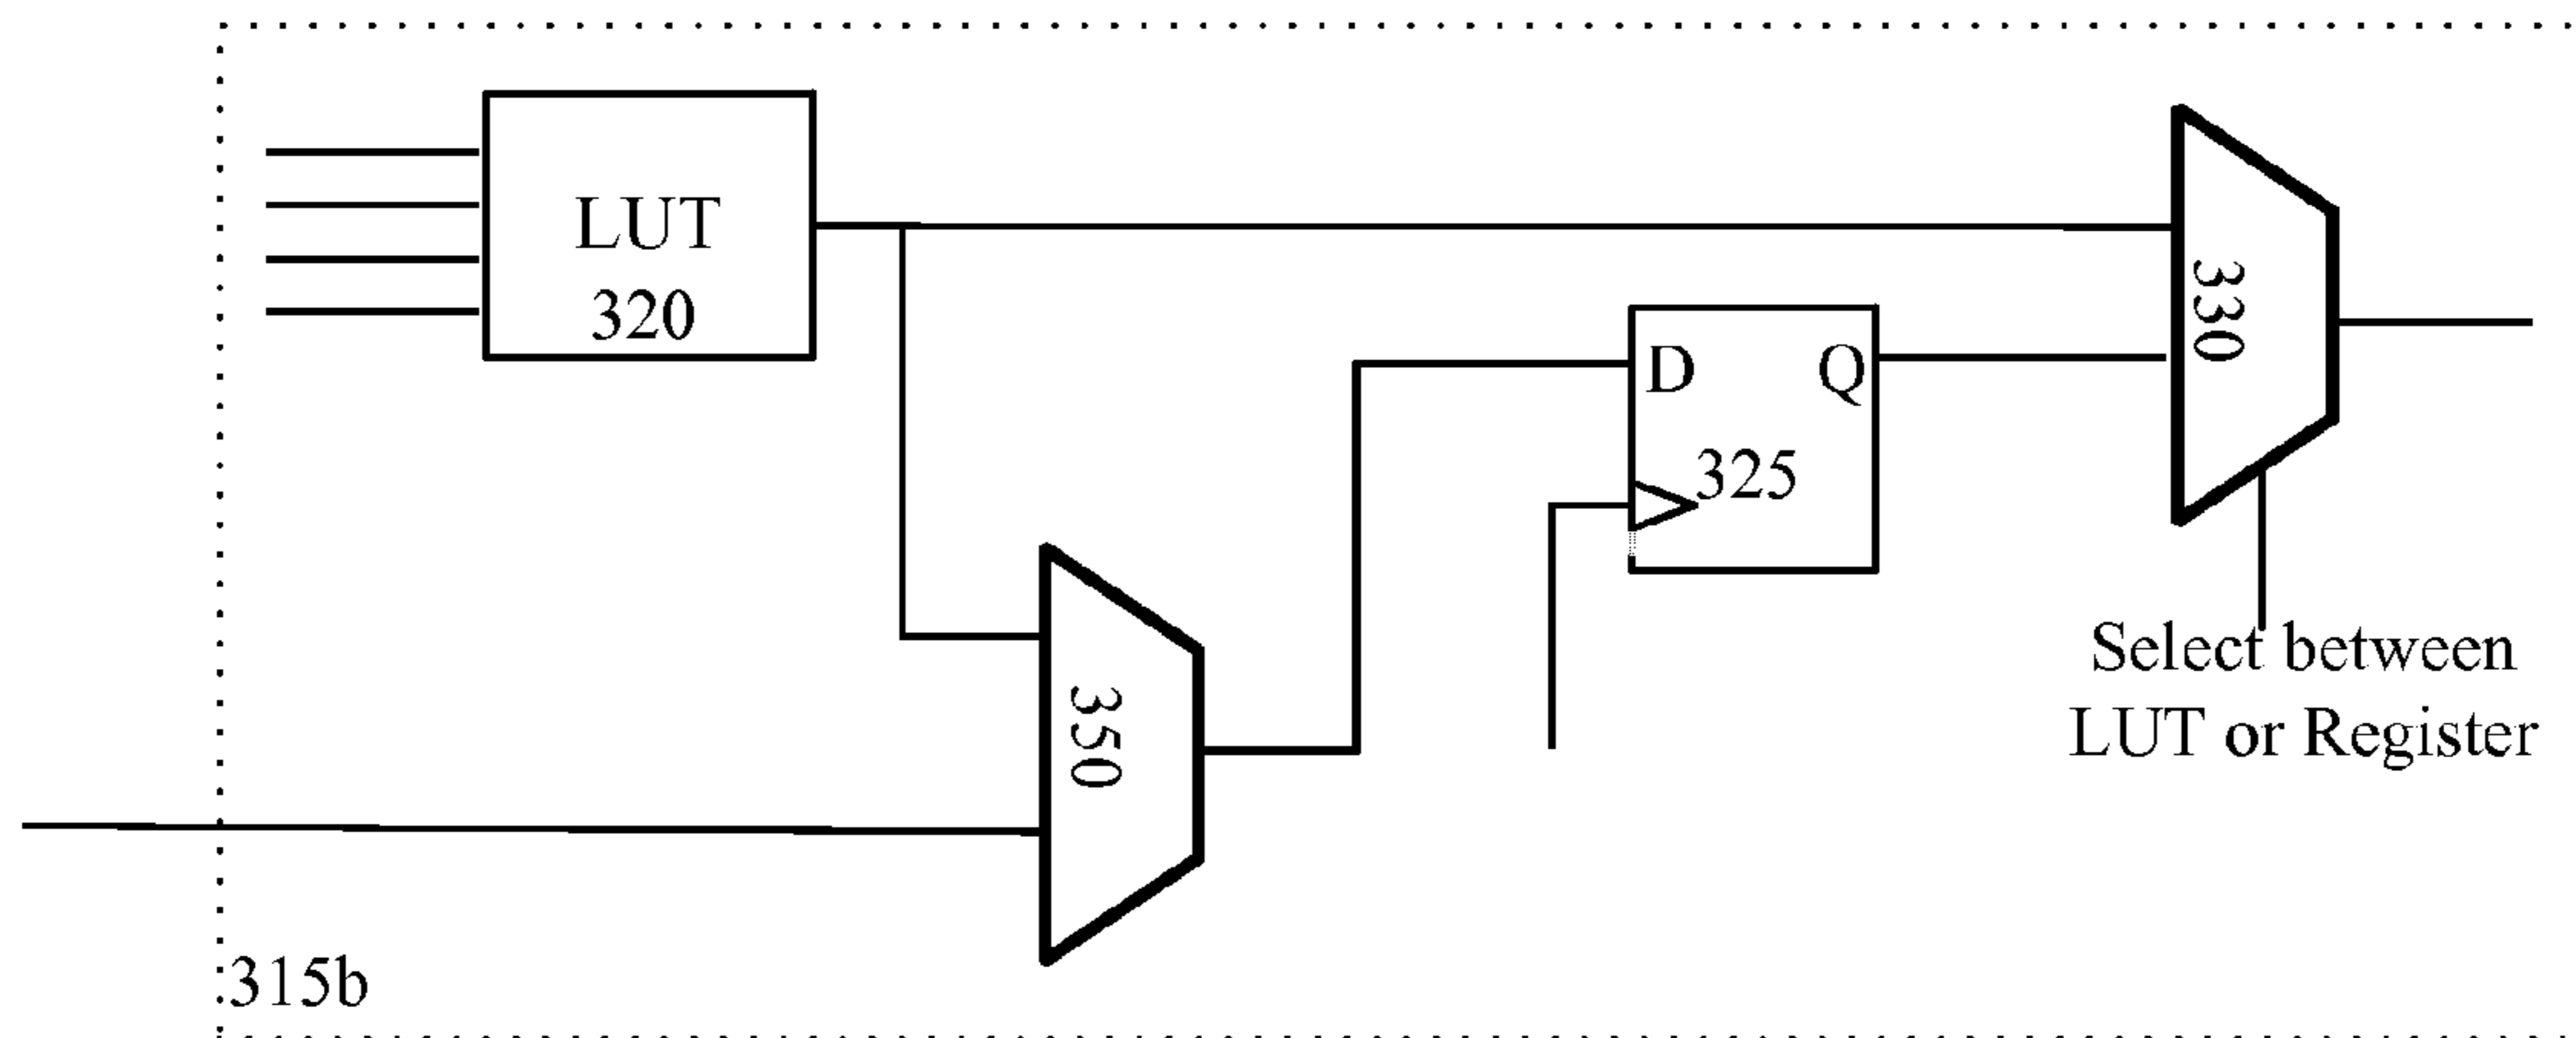 LUT
320
330
D
Q
325
350
Select between
LUT or Register
315b